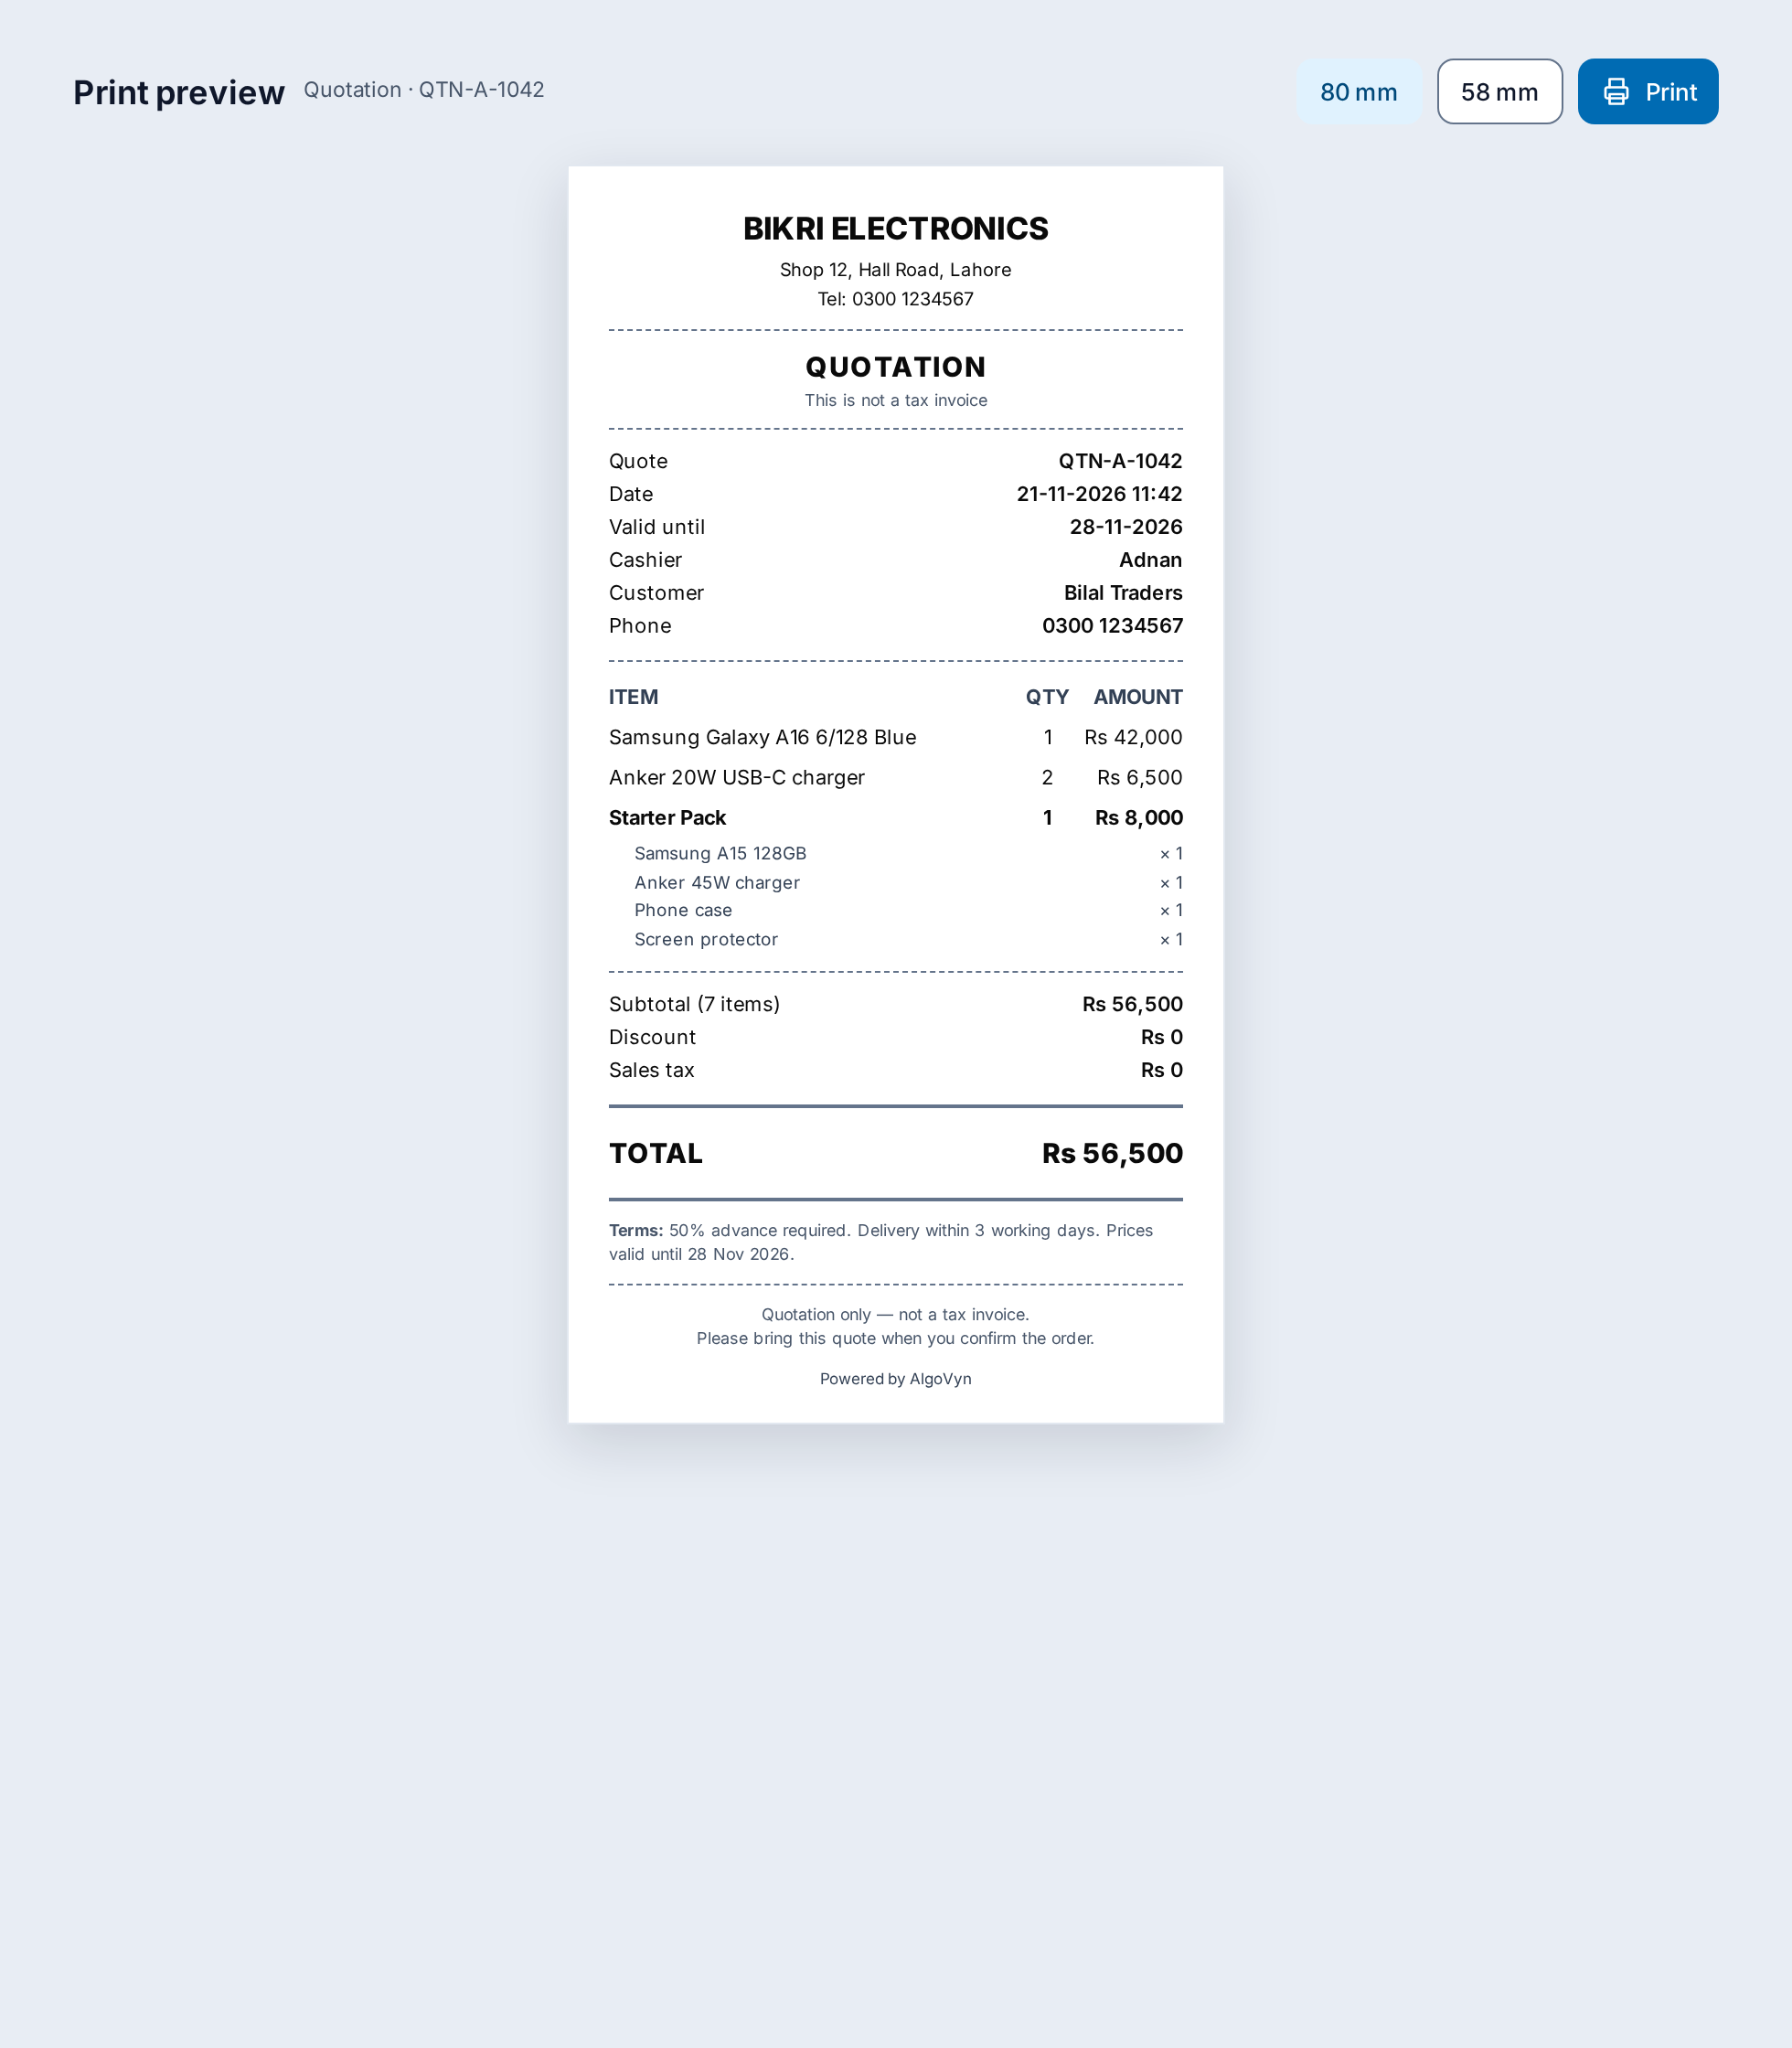 Print preview Quotation · QTN-A-1042 80 mm 58 mm Print
BIKRI ELECTRONICS
Shop 12, Hall Road, Lahore
Tel: 0300 1234567
QUOTATION
This is not a tax invoice
Quote QTN-A-1042
Date 21-11-2026 11:42
Valid until 28-11-2026
Cashier Adnan
Customer Bilal Traders
Phone 0300 1234567
ITEM QTY AMOUNT
Samsung Galaxy A16 6/128 Blue 1 Rs 42,000
Anker 20W USB-C charger 2 Rs 6,500
Starter Pack 1 Rs 8,000
Samsung A15 128GB × 1
Anker 45W charger × 1
Phone case × 1
Screen protector × 1
Subtotal (7 items) Rs 56,500
Discount Rs 0
Sales tax Rs 0
TOTAL Rs 56,500
Terms: 50% advance required. Delivery within 3 working days. Prices
valid until 28 Nov 2026.
Quotation only — not a tax invoice.
Please bring this quote when you confirm the order.
Powered by AlgoVyn